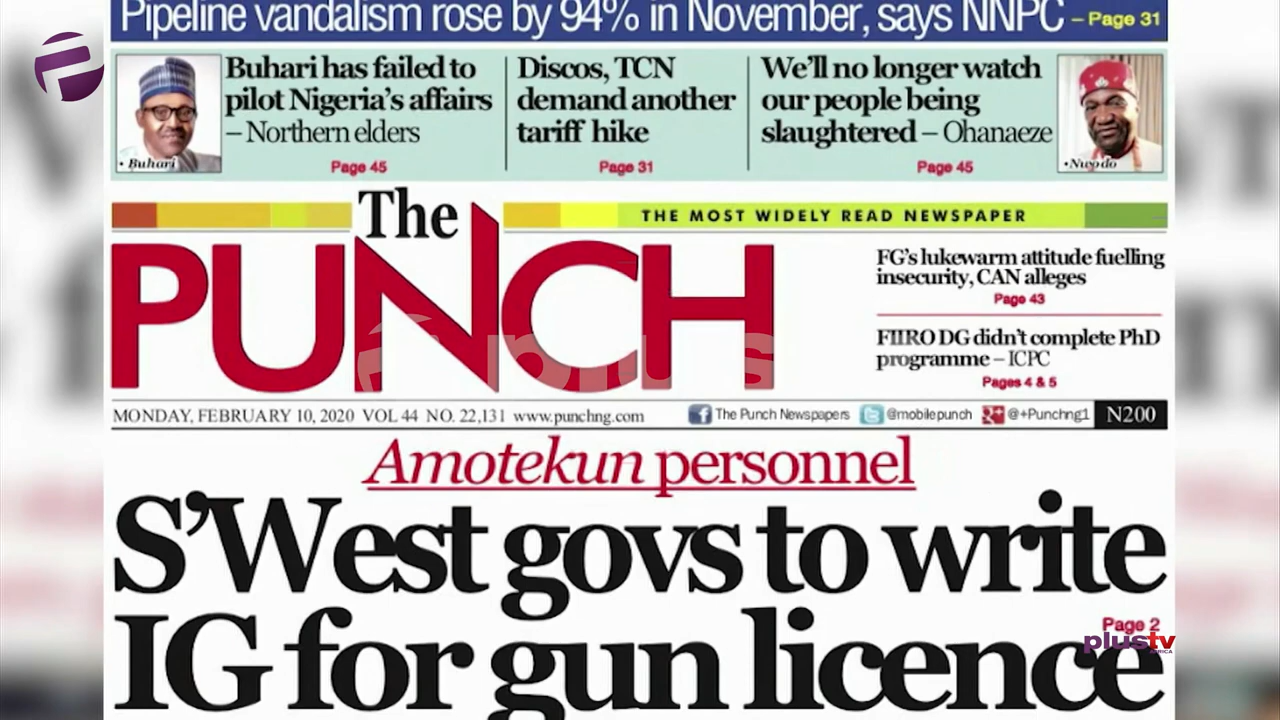 Pipeline vandalism rose by 94% in November, says NNPC – Page 31
Buhari has failed to
pilot Nigeria's affairs
– Northern elders
Page 45
• Buhari
Discos, TCN
demand another
tariff hike
Page 31
We'll no longer watch
our people being
slaughtered – Ohanaeze
Page 45
• Nwodo
The
PUNCH
THE MOST WIDELY READ NEWSPAPER
FG's lukewarm attitude fuelling
insecurity, CAN alleges
Page 43
FIIRO DG didn't complete PhD
programme – ICPC
Pages 4 & 5
plus
MONDAY, FEBRUARY 10, 2020 VOL 44 NO. 22,131 www.punchng.com
The Punch Newspapers @mobilepunch @+Punchng1 N200
Amotekun personnel
S'West govs to write
IG for gun licence
Page 2
plustv
AFRICA